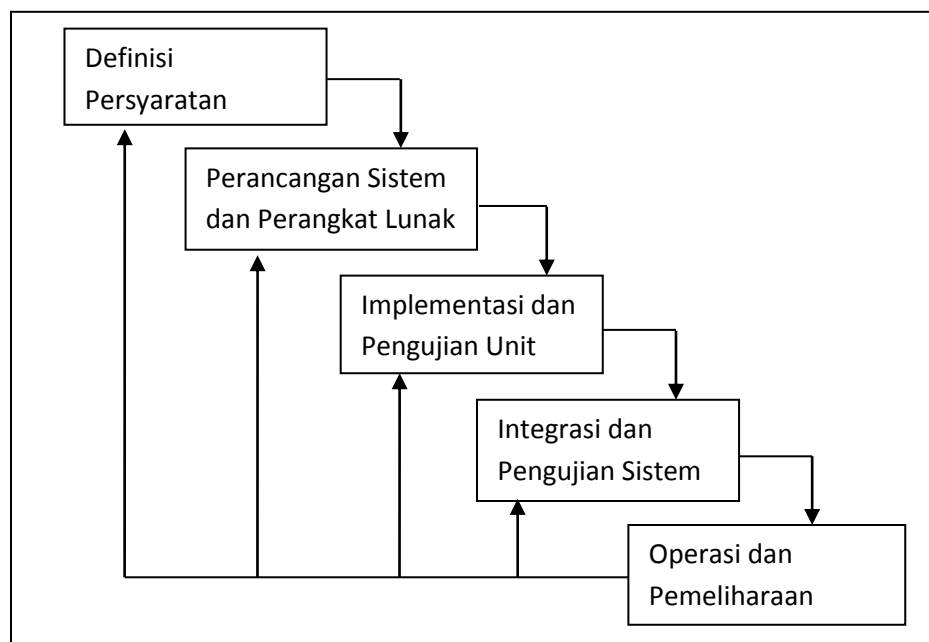 Definisi
Persyaratan
Perancangan Sistem
dan Perangkat Lunak
Implementasi dan
Pengujian Unit
Integrasi dan
Pengujian Sistem
Operasi dan
Pemeliharaan